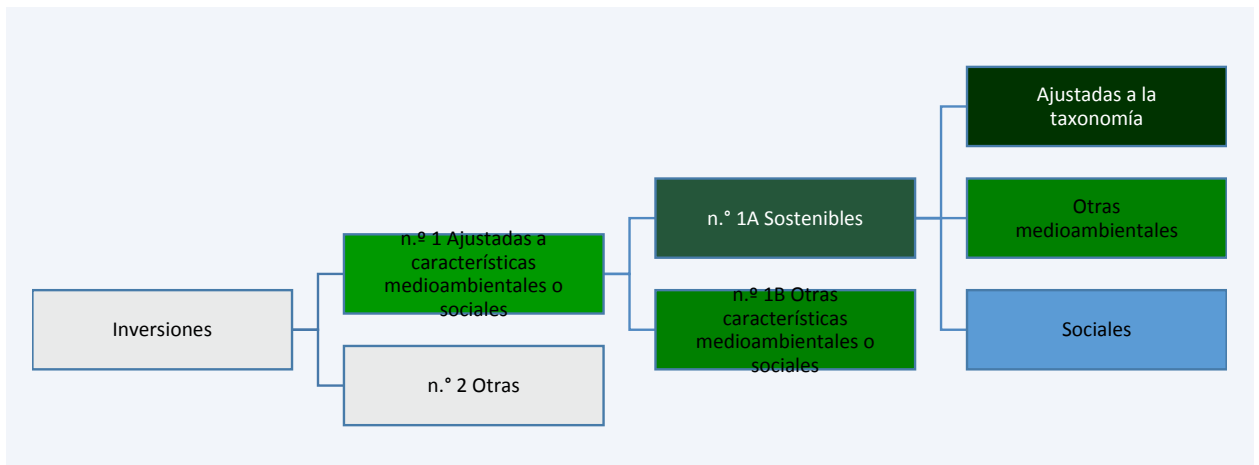 Inversiones
n.º 1 Ajustadas a
características
medioambientales o
sociales
n.° 2 Otras
n.° 1A Sostenibles
n.º 1B Otras
características
medioambientales o
sociales
Ajustadas a la
taxonomía
Otras
medioambientales
Sociales